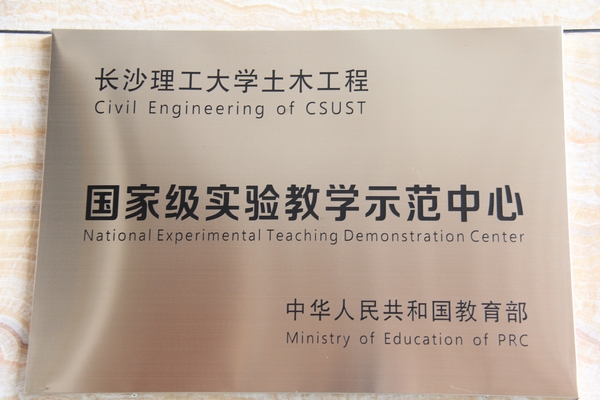 长沙理工大学土木工程
Civil Engineering of CSUST
国家级实验教学示范中心
National Experimental Teaching Demonstration Center
中华人民共和国教育部
Ministry of Education of PRC